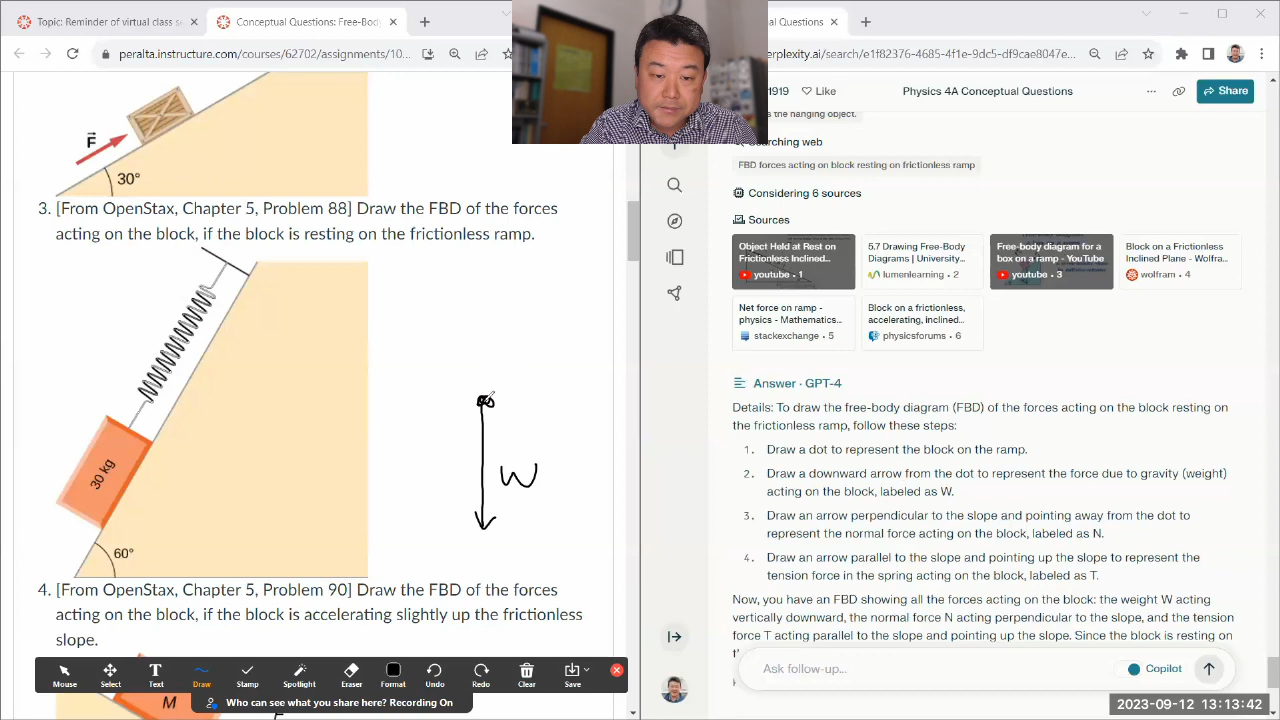 Topic: Reminder of virtual class s
Conceptual Questions: Free-Body
al Questions
peralta.instructure.com/courses/62702/assignments/10...
erplexity.ai/search/e1f82376-4685-4f1e-9dc5-df9cae8047e...
1919
Like
Physics 4A Conceptual Questions
Share
F
30°
3. [From OpenStax, Chapter 5, Problem 88] Draw the FBD of the forces
acting on the block, if the block is resting on the frictionless ramp.
30 kg
60°
W
4. [From OpenStax, Chapter 5, Problem 90] Draw the FBD of the forces
acting on the block, if the block is accelerating slightly up the frictionless
slope.
M
Mouse
Select
Text
Draw
Stamp
Spotlight
Eraser
Format
Undo
Redo
Clear
Save
Who can see what you share here? Recording On
s the hanging object.
Searching web
FBD forces acting on block resting on frictionless ramp
Considering 6 sources
Sources
Object Held at Rest on
Frictionless Inclined...
youtube • 1
5.7 Drawing Free-Body
Diagrams | University...
lumenlearning • 2
Free-body diagram for a
box on a ramp - YouTube
youtube • 3
Block on a Frictionless
Inclined Plane - Wolfra...
wolfram • 4
Net force on ramp -
physics - Mathematics...
stackexchange • 5
Block on a frictionless,
accelerating, inclined...
physicsforums • 6
Answer · GPT-4
Details: To draw the free-body diagram (FBD) of the forces acting on the block resting on
the frictionless ramp, follow these steps:
1. Draw a dot to represent the block on the ramp.
2. Draw a downward arrow from the dot to represent the force due to gravity (weight)
acting on the block, labeled as W.
3. Draw an arrow perpendicular to the slope and pointing away from the dot to
represent the normal force acting on the block, labeled as N.
4. Draw an arrow parallel to the slope and pointing up the slope to represent the
tension force in the spring acting on the block, labeled as T.
Now, you have an FBD showing all the forces acting on the block: the weight W acting
vertically downward, the normal force N acting perpendicular to the slope, and the tension
force T acting parallel to the slope and pointing up the slope. Since the block is resting on
Ask follow-up...
Copilot
2023-09-12 13:13:42